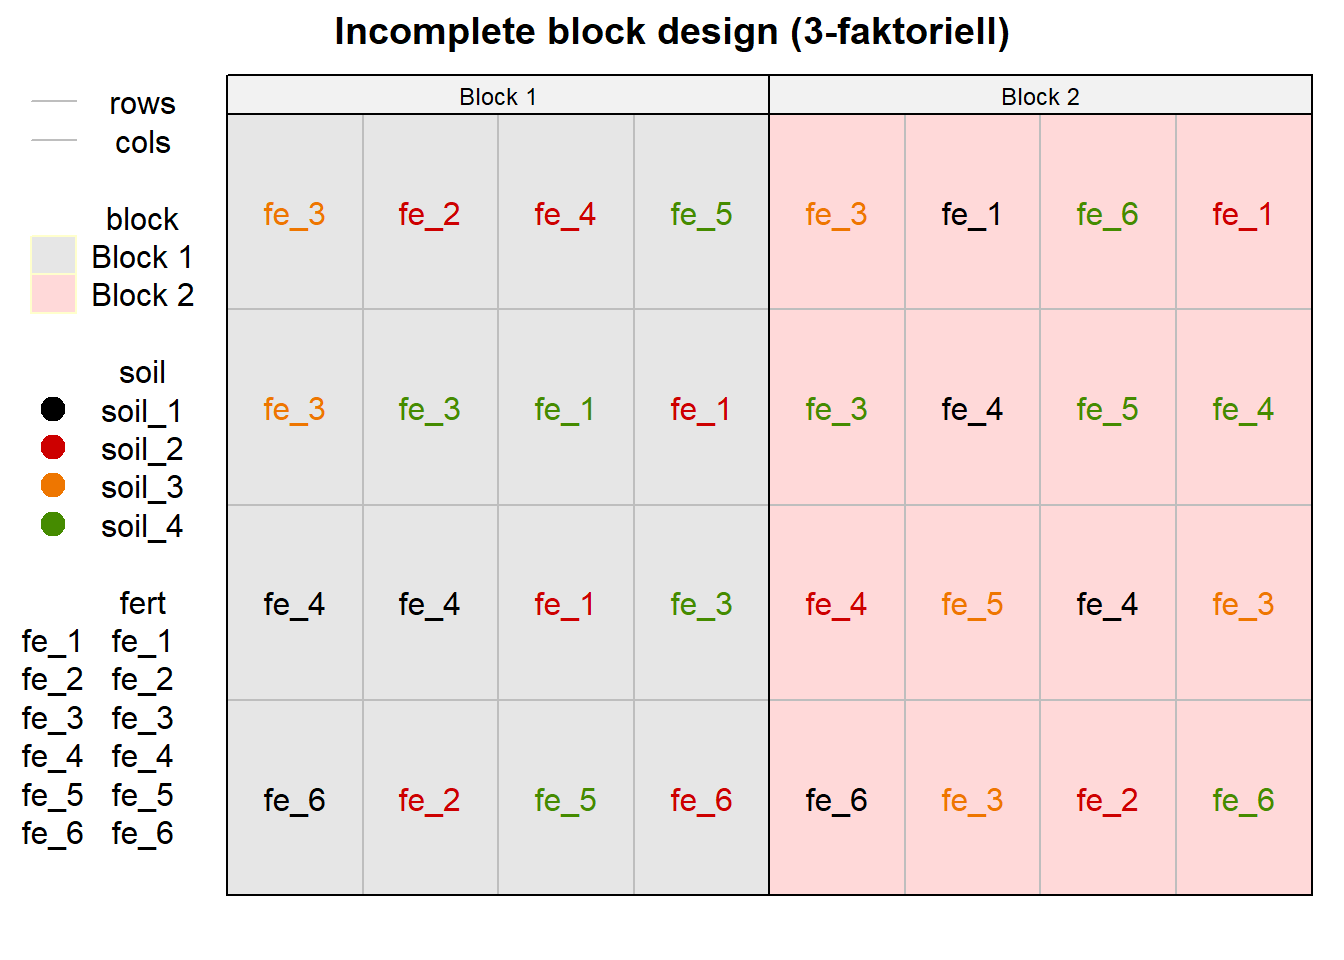 Incomplete block design (3-faktoriell)
rows
cols
block
Block 1
Block 2
soil
soil_1
soil_2
soil_3
soil_4
fert
fe_1 fe_1
fe_2 fe_2
fe_3 fe_3
fe_4 fe_4
fe_5 fe_5
fe_6 fe_6
Block 1 Block 2
fe_3 fe_2 fe_4 fe_5 fe_3 fe_1 fe_6 fe_1
fe_3 fe_3 fe_1 fe_1 fe_3 fe_4 fe_5 fe_4
fe_4 fe_4 fe_1 fe_3 fe_4 fe_5 fe_4 fe_3
fe_6 fe_2 fe_5 fe_6 fe_6 fe_3 fe_2 fe_6